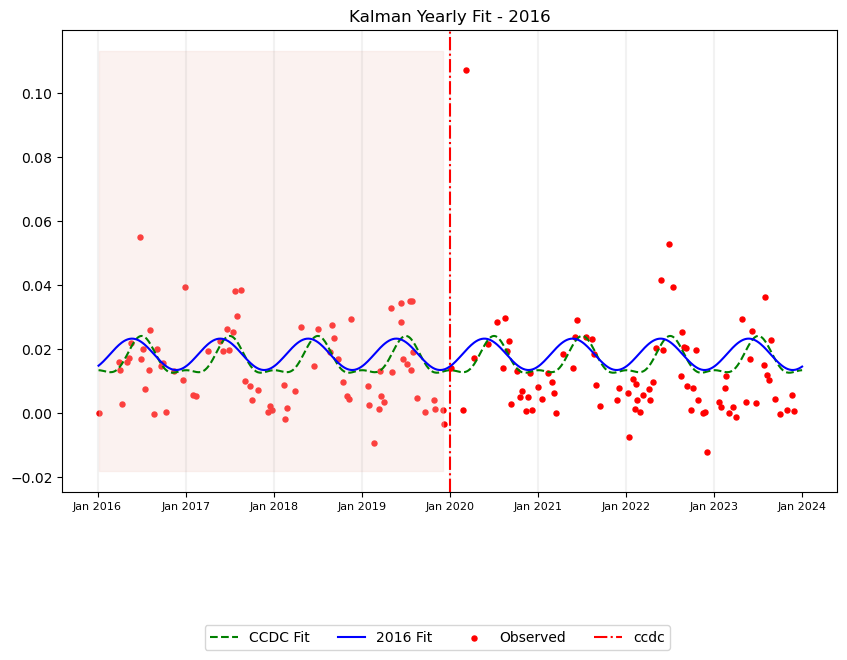 Kalman Yearly Fit - 2016
0.10
0.08
0.06
0.04
0.02
0.00
−0.02
Jan 2016 Jan 2017 Jan 2018 Jan 2019 Jan 2020 Jan 2021 Jan 2022 Jan 2023 Jan 2024
CCDC Fit 2016 Fit Observed ccdc